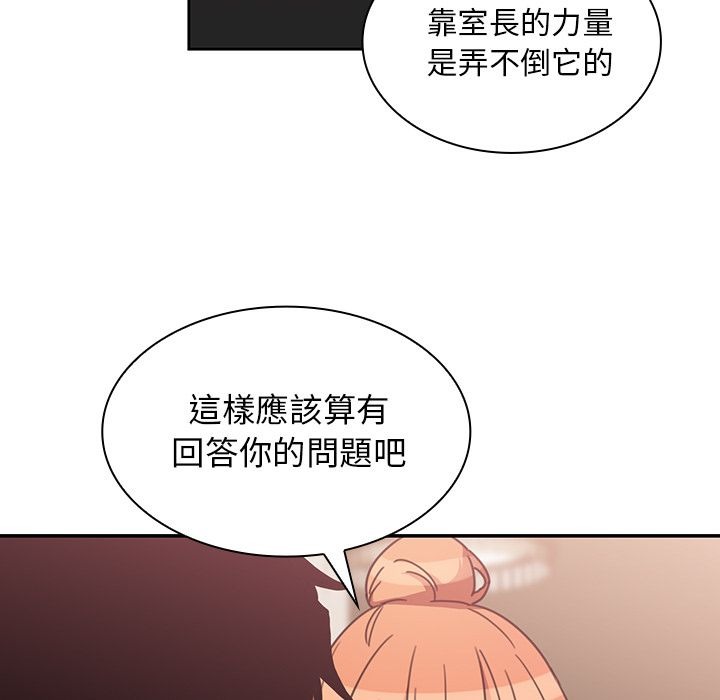 靠室長的力量
是弄不倒它的
這樣應該算有
回答你的問題吧